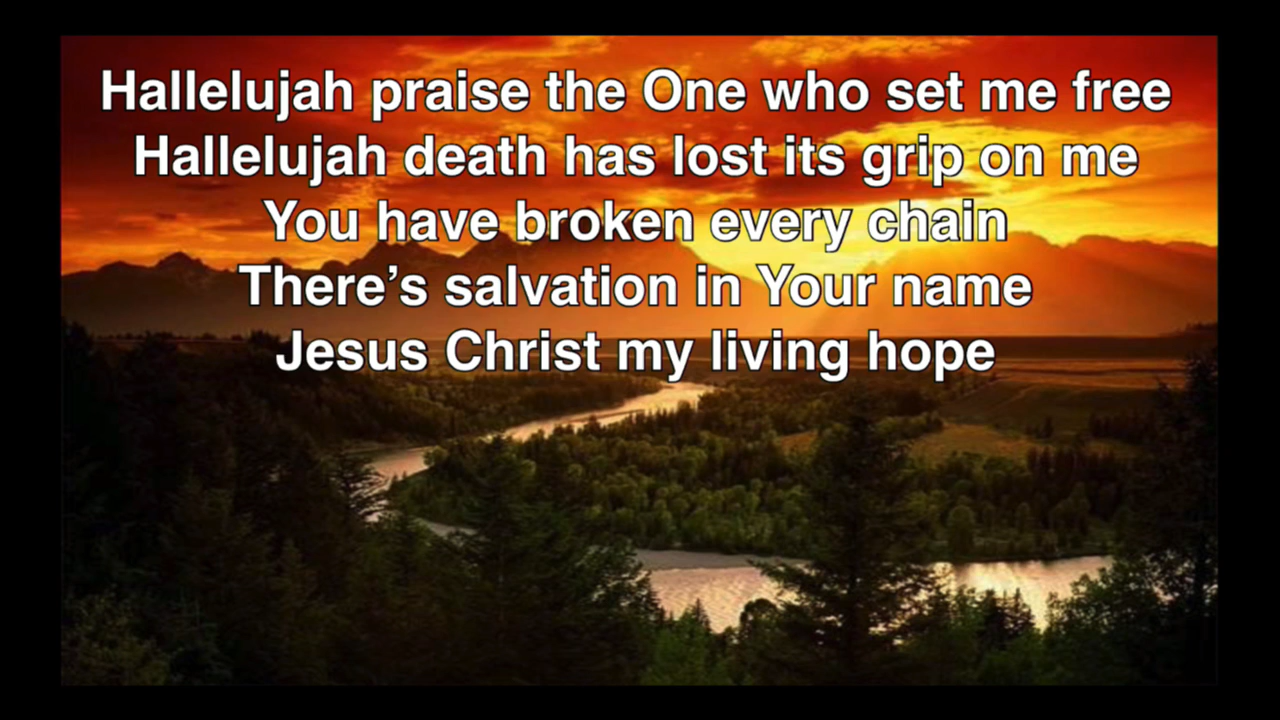 Hallelujah praise the One who set me free
Hallelujah death has lost its grip on me
You have broken every chain
There’s salvation in Your name
Jesus Christ my living hope